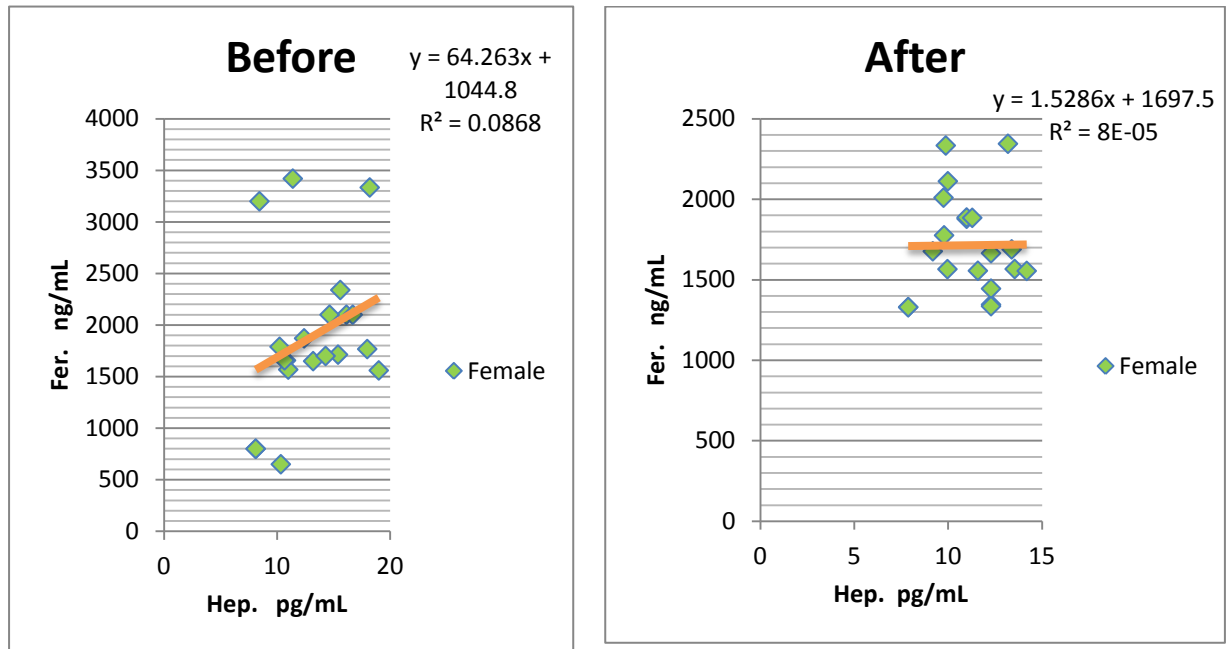 Before
y = 64.263x +
1044.8
R² = 0.0868
4000
3500
3000
2500
2000
1500
1000
500
0
Fer. ng/mL
0 10 20
Hep. pg/mL
Female
After
y = 1.5286x + 1697.5
R² = 8E-05
2500
2000
1500
1000
500
0
Fer. ng/mL
0 5 10 15
Hep. pg/mL
Female